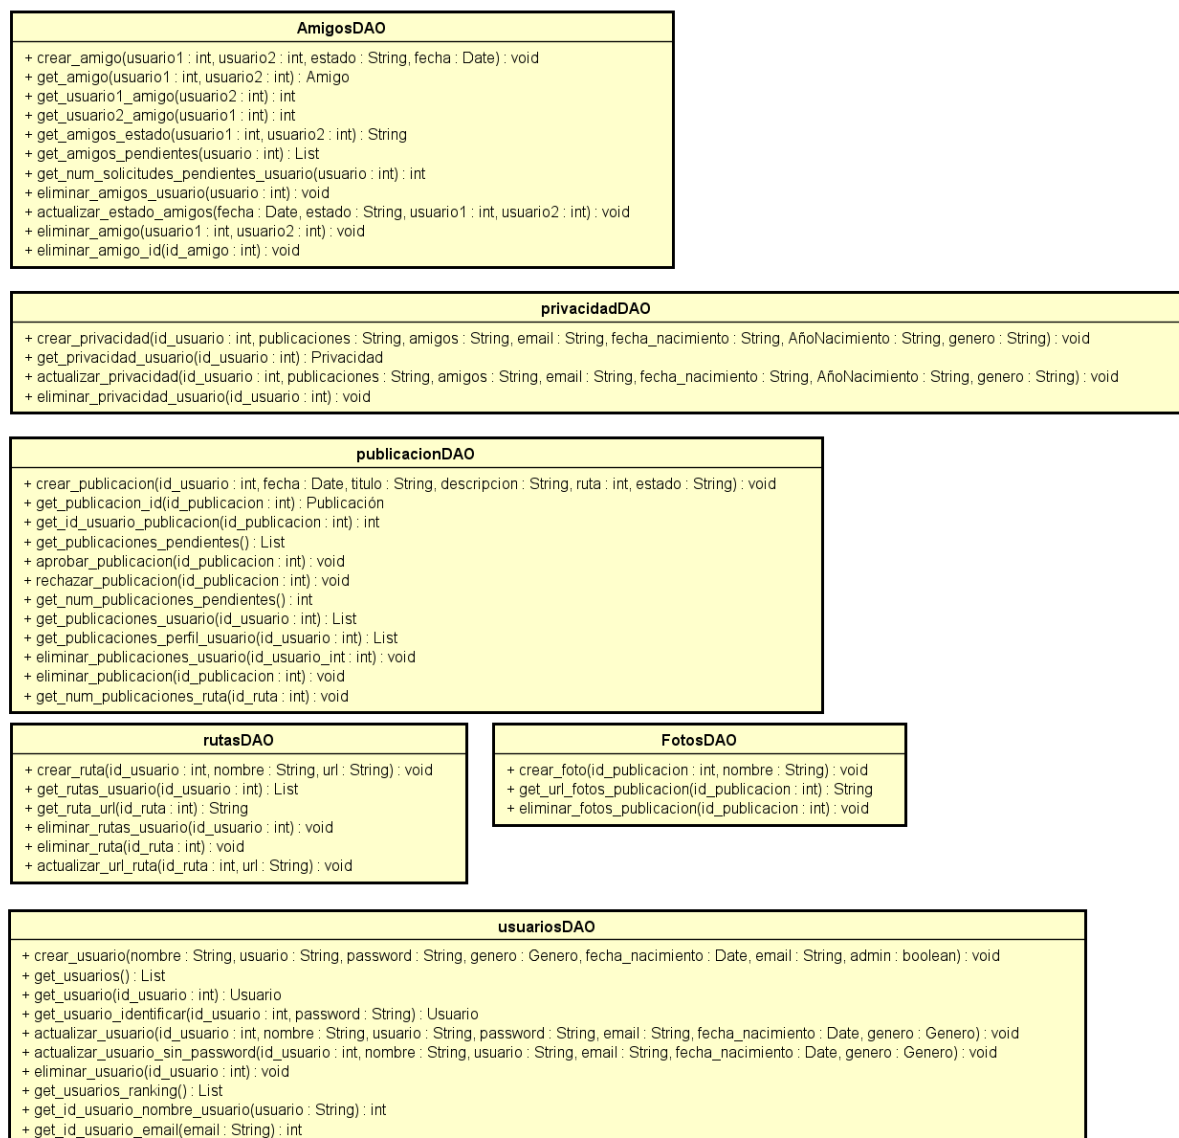 AmigosDAO
+ crear_amigo(usuario1 : int, usuario2 : int, estado : String, fecha : Date) : void
+ get_amigo(usuario1 : int, usuario2 : int) : Amigo
+ get_usuario1_amigo(usuario2 : int) : int
+ get_usuario2_amigo(usuario1 : int) : int
+ get_amigos_estado(usuario1 : int, usuario2 : int) : String
+ get_amigos_pendientes(usuario : int) : List
+ get_num_solicitudes_pendientes_usuario(usuario : int) : int
+ eliminar_amigos_usuario(usuario : int) : void
+ actualizar_estado_amigos(fecha : Date, estado : String, usuario1 : int, usuario2 : int) : void
+ eliminar_amigo(usuario1 : int, usuario2 : int) : void
+ eliminar_amigo_id(id_amigo : int) : void
privacidadDAO
+ crear_privacidad(id_usuario : int, publicaciones : String, amigos : String, email : String, fecha_nacimiento : String, AñoNacimiento : String, genero : String) : void
+ get_privacidad_usuario(id_usuario : int) : Privacidad
+ actualizar_privacidad(id_usuario : int, publicaciones : String, amigos : String, email : String, fecha_nacimiento : String, AñoNacimiento : String, genero : String) : void
+ eliminar_privacidad_usuario(id_usuario : int) : void
publicacionDAO
+ crear_publicacion(id_usuario : int, fecha : Date, titulo : String, descripcion : String, ruta : int, estado : String) : void
+ get_publicacion_id(id_publicacion : int) : Publicación
+ get_id_usuario_publicacion(id_publicacion : int) : int
+ get_publicaciones_pendientes() : List
+ aprobar_publicacion(id_publicacion : int) : void
+ rechazar_publicacion(id_publicacion : int) : void
+ get_num_publicaciones_pendientes() : int
+ get_publicaciones_usuario(id_usuario : int) : List
+ get_publicaciones_perfil_usuario(id_usuario : int) : List
+ eliminar_publicaciones_usuario(id_usuario_int : int) : void
+ eliminar_publicacion(id_publicacion : int) : void
+ get_num_publicaciones_ruta(id_ruta : int) : void
rutasDAO
+ crear_ruta(id_usuario : int, nombre : String, url : String) : void
+ get_rutas_usuario(id_usuario : int) : List
+ get_ruta_url(id_ruta : int) : String
+ eliminar_rutas_usuario(id_usuario : int) : void
+ eliminar_ruta(id_ruta : int) : void
+ actualizar_url_ruta(id_ruta : int, url : String) : void
FotosDAO
+ crear_foto(id_publicacion : int, nombre : String) : void
+ get_url_fotos_publicacion(id_publicacion : int) : String
+ eliminar_fotos_publicacion(id_publicacion : int) : void
usuariosDAO
+ crear_usuario(nombre : String, usuario : String, password : String, genero : Genero, fecha_nacimiento : Date, email : String, admin : boolean) : void
+ get_usuarios() : List
+ get_usuario(id_usuario : int) : Usuario
+ get_usuario_identificar(id_usuario : int, password : String) : Usuario
+ actualizar_usuario(id_usuario : int, nombre : String, usuario : String, password : String, email : String, fecha_nacimiento : Date, genero : Genero) : void
+ actualizar_usuario_sin_password(id_usuario : int, nombre : String, usuario : String, email : String, fecha_nacimiento : Date, genero : Genero) : void
+ eliminar_usuario(id_usuario : int) : void
+ get_usuarios_ranking() : List
+ get_id_usuario_nombre_usuario(usuario : String) : int
+ get_id_usuario_email(email : String) : int